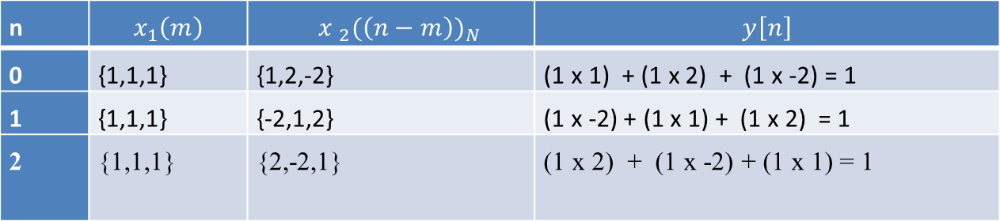 n x₁(m) x ₂((n − m))_N y[n]
0 {1,1,1} {1,2,-2} (1 x 1) + (1 x 2) + (1 x -2) = 1
1 {1,1,1} {-2,1,2} (1 x -2) + (1 x 1) + (1 x 2) = 1
2 {1,1,1} {2,-2,1} (1 x 2) + (1 x -2) + (1 x 1) = 1